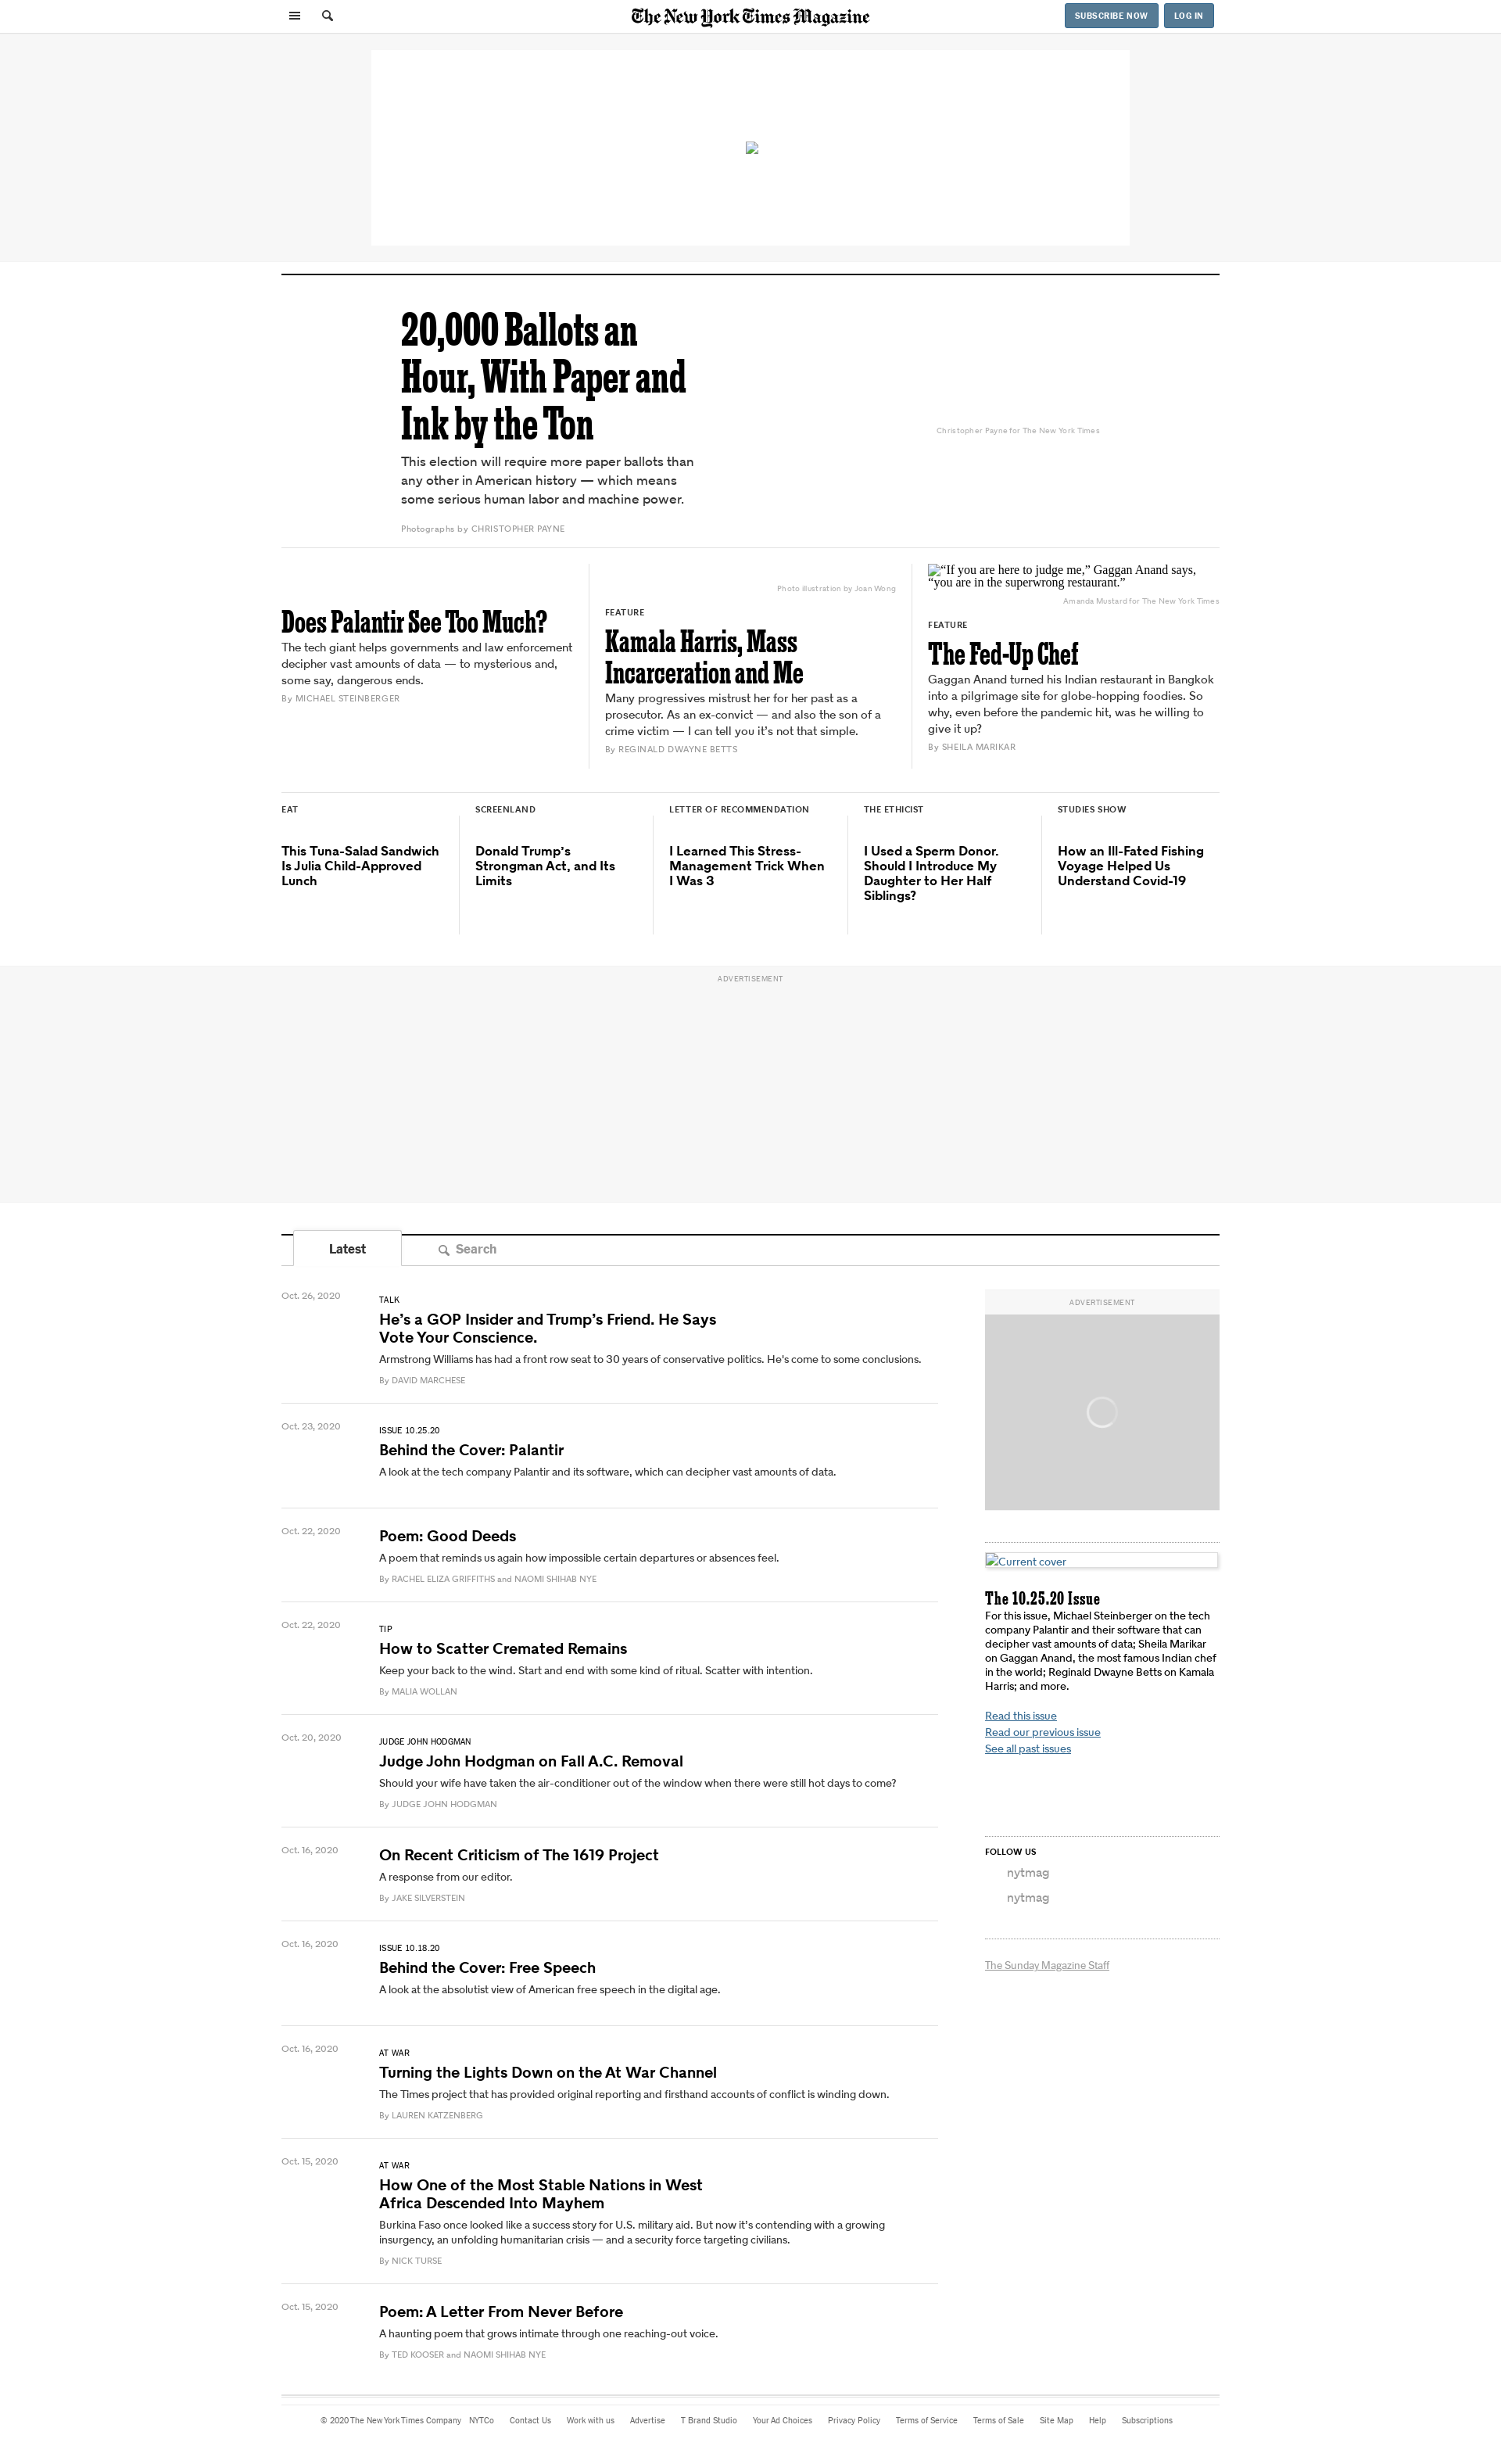 The New York Times Magazine
SUBSCRIBE NOW
LOG IN
20,000 Ballots an
Hour, With Paper and
Ink by the Ton
This election will require more paper ballots than
any other in American history — which means
some serious human labor and machine power.
Photographs by CHRISTOPHER PAYNE
Christopher Payne for The New York Times
Does Palantir See Too Much?
The tech giant helps governments and law enforcement
decipher vast amounts of data — to mysterious and,
some say, dangerous ends.
By MICHAEL STEINBERGER
Photo illustration by Joan Wong
FEATURE
Kamala Harris, Mass
Incarceration and Me
Many progressives mistrust her for her past as a
prosecutor. As an ex-convict — and also the son of a
crime victim — I can tell you it’s not that simple.
By REGINALD DWAYNE BETTS
“If you are here to judge me,” Gaggan Anand says,
“you are in the superwrong restaurant.”
Amanda Mustard for The New York Times
FEATURE
The Fed-Up Chef
Gaggan Anand turned his Indian restaurant in Bangkok
into a pilgrimage site for globe-hopping foodies. So
why, even before the pandemic hit, was he willing to
give it up?
By SHEILA MARIKAR
EAT
This Tuna-Salad Sandwich
Is Julia Child-Approved
Lunch
SCREENLAND
Donald Trump’s
Strongman Act, and Its
Limits
LETTER OF RECOMMENDATION
I Learned This Stress-
Management Trick When
I Was 3
THE ETHICIST
I Used a Sperm Donor.
Should I Introduce My
Daughter to Her Half
Siblings?
STUDIES SHOW
How an Ill-Fated Fishing
Voyage Helped Us
Understand Covid-19
ADVERTISEMENT
Latest
Search
Oct. 26, 2020
TALK
He’s a GOP Insider and Trump’s Friend. He Says
Vote Your Conscience.
Armstrong Williams has had a front row seat to 30 years of conservative politics. He's come to some conclusions.
By DAVID MARCHESE
Oct. 23, 2020
ISSUE 10.25.20
Behind the Cover: Palantir
A look at the tech company Palantir and its software, which can decipher vast amounts of data.
Oct. 22, 2020
Poem: Good Deeds
A poem that reminds us again how impossible certain departures or absences feel.
By RACHEL ELIZA GRIFFITHS and NAOMI SHIHAB NYE
Oct. 22, 2020
TIP
How to Scatter Cremated Remains
Keep your back to the wind. Start and end with some kind of ritual. Scatter with intention.
By MALIA WOLLAN
Oct. 20, 2020
JUDGE JOHN HODGMAN
Judge John Hodgman on Fall A.C. Removal
Should your wife have taken the air-conditioner out of the window when there were still hot days to come?
By JUDGE JOHN HODGMAN
Oct. 16, 2020
On Recent Criticism of The 1619 Project
A response from our editor.
By JAKE SILVERSTEIN
Oct. 16, 2020
ISSUE 10.18.20
Behind the Cover: Free Speech
A look at the absolutist view of American free speech in the digital age.
Oct. 16, 2020
AT WAR
Turning the Lights Down on the At War Channel
The Times project that has provided original reporting and firsthand accounts of conflict is winding down.
By LAUREN KATZENBERG
Oct. 15, 2020
AT WAR
How One of the Most Stable Nations in West
Africa Descended Into Mayhem
Burkina Faso once looked like a success story for U.S. military aid. But now it’s contending with a growing
insurgency, an unfolding humanitarian crisis — and a security force targeting civilians.
By NICK TURSE
Oct. 15, 2020
Poem: A Letter From Never Before
A haunting poem that grows intimate through one reaching-out voice.
By TED KOOSER and NAOMI SHIHAB NYE
ADVERTISEMENT
Current cover
The 10.25.20 Issue
For this issue, Michael Steinberger on the tech
company Palantir and their software that can
decipher vast amounts of data; Sheila Marikar
on Gaggan Anand, the most famous Indian chef
in the world; Reginald Dwayne Betts on Kamala
Harris; and more.
Read this issue
Read our previous issue
See all past issues
FOLLOW US
nytmag
nytmag
The Sunday Magazine Staff
© 2020 The New York Times Company NYTCo Contact Us Work with us Advertise T Brand Studio Your Ad Choices Privacy Policy Terms of Service Terms of Sale Site Map Help Subscriptions